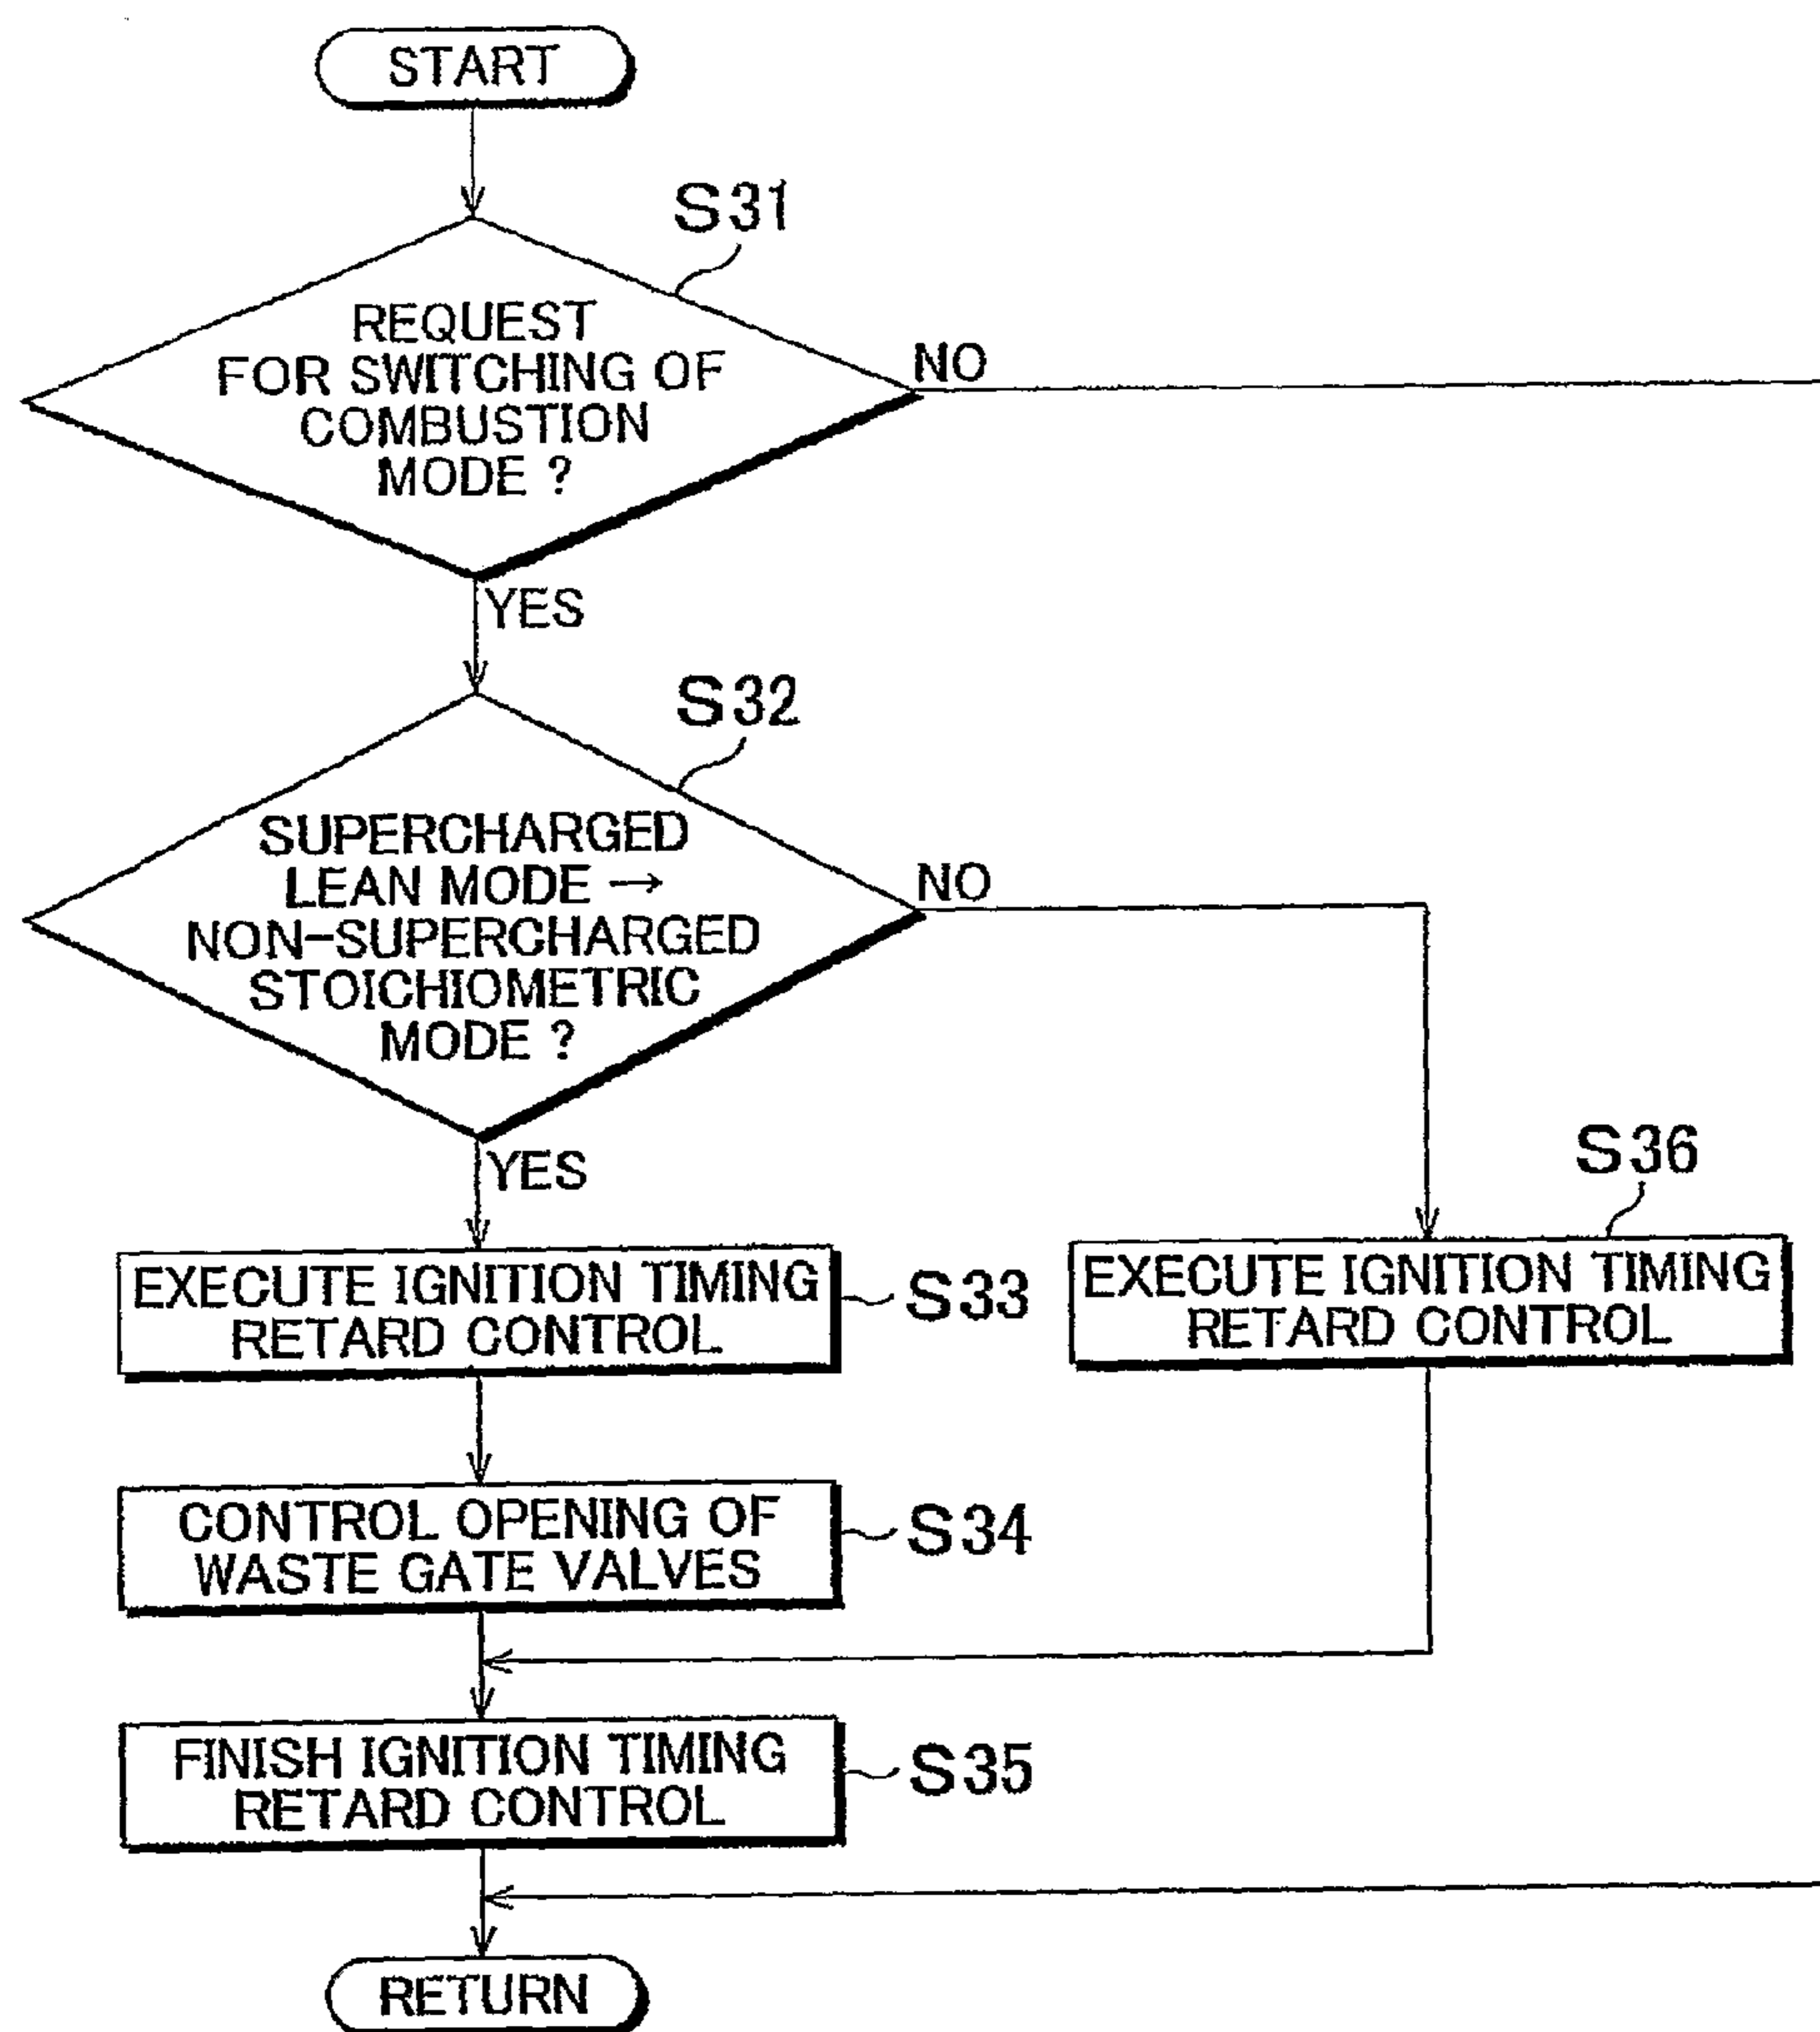 START
S31
REQUEST
FOR SWITCHING OF
COMBUSTION
MODE ?
NO
YES
S32
SUPERCHARGED
LEAN MODE →
NON-SUPERCHARGED
STOICHIOMETRIC
MODE ?
NO
YES
EXECUTE IGNITION TIMING
RETARD CONTROL
S33
S36
EXECUTE IGNITION TIMING
RETARD CONTROL
CONTROL OPENING OF
WASTE GATE VALVES
S34
FINISH IGNITION TIMING
RETARD CONTROL
S35
RETURN